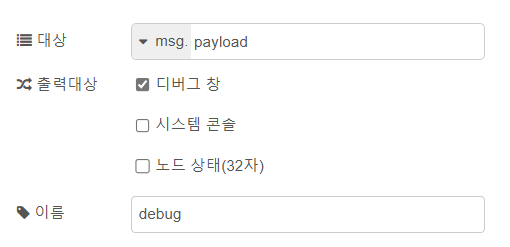 대상 msg. payload
출력대상 디버그 창
시스템 콘솔
노드 상태(32자)
이름 debug